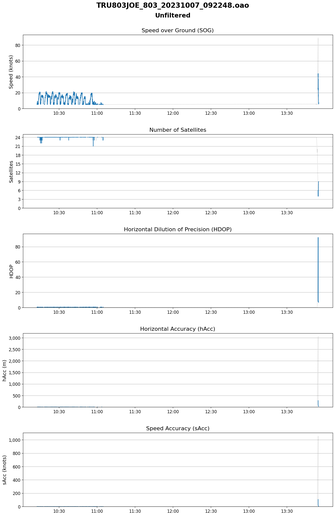 TRU803JOE_803_20231007_092248.oao
Unfiltered
Speed over Ground (SOG)
Speed (knots)
80
60
40
20
0
10:30 11:00 11:30 12:00 12:30 13:00 13:30
Number of Satellites
Satellites
24
21
18
15
12
9
6
3
0
10:30 11:00 11:30 12:00 12:30 13:00 13:30
Horizontal Dilution of Precision (HDOP)
HDOP
80
60
40
20
0
10:30 11:00 11:30 12:00 12:30 13:00 13:30
Horizontal Accuracy (hAcc)
hAcc (m)
3,000
2,500
2,000
1,500
1,000
500
0
10:30 11:00 11:30 12:00 12:30 13:00 13:30
Speed Accuracy (sAcc)
sAcc (knots)
1,000
800
600
400
200
0
10:30 11:00 11:30 12:00 12:30 13:00 13:30